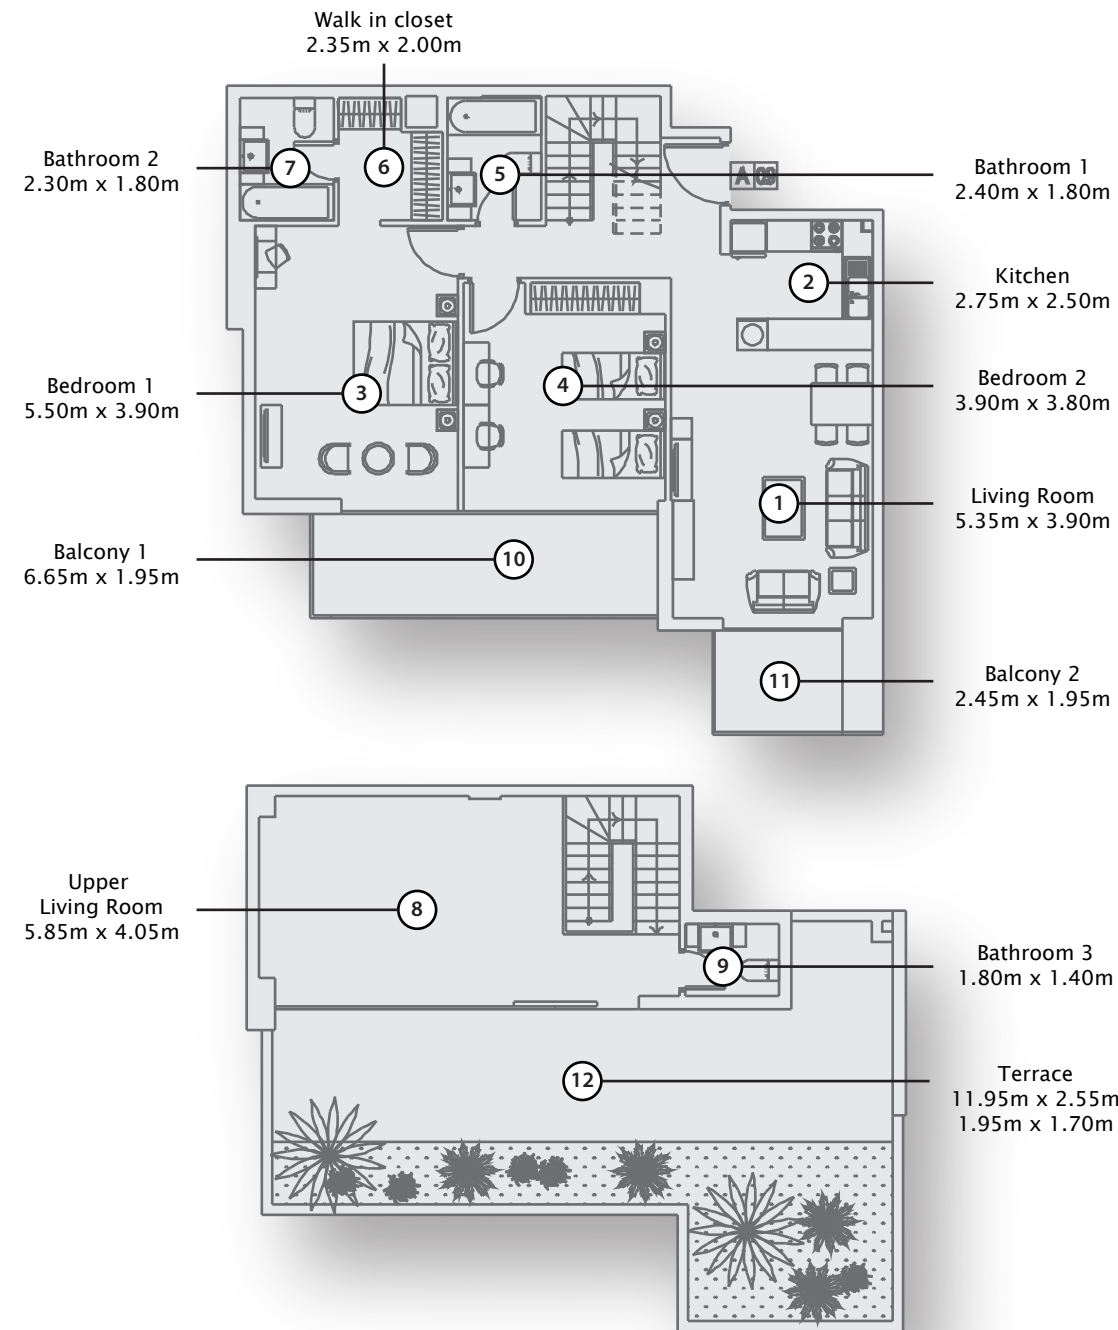 Walk in closet
2.35m x 2.00m
Bathroom 2
2.30m x 1.80m
7
6
5
Bathroom 1
2.40m x 1.80m
A 09
2
Kitchen
2.75m x 2.50m
Bedroom 1
5.50m x 3.90m
3
4
Bedroom 2
3.90m x 3.80m
1
Living Room
5.35m x 3.90m
Balcony 1
6.65m x 1.95m
10
11
Balcony 2
2.45m x 1.95m
Upper
Living Room
5.85m x 4.05m
8
9
Bathroom 3
1.80m x 1.40m
12
Terrace
11.95m x 2.55m
1.95m x 1.70m